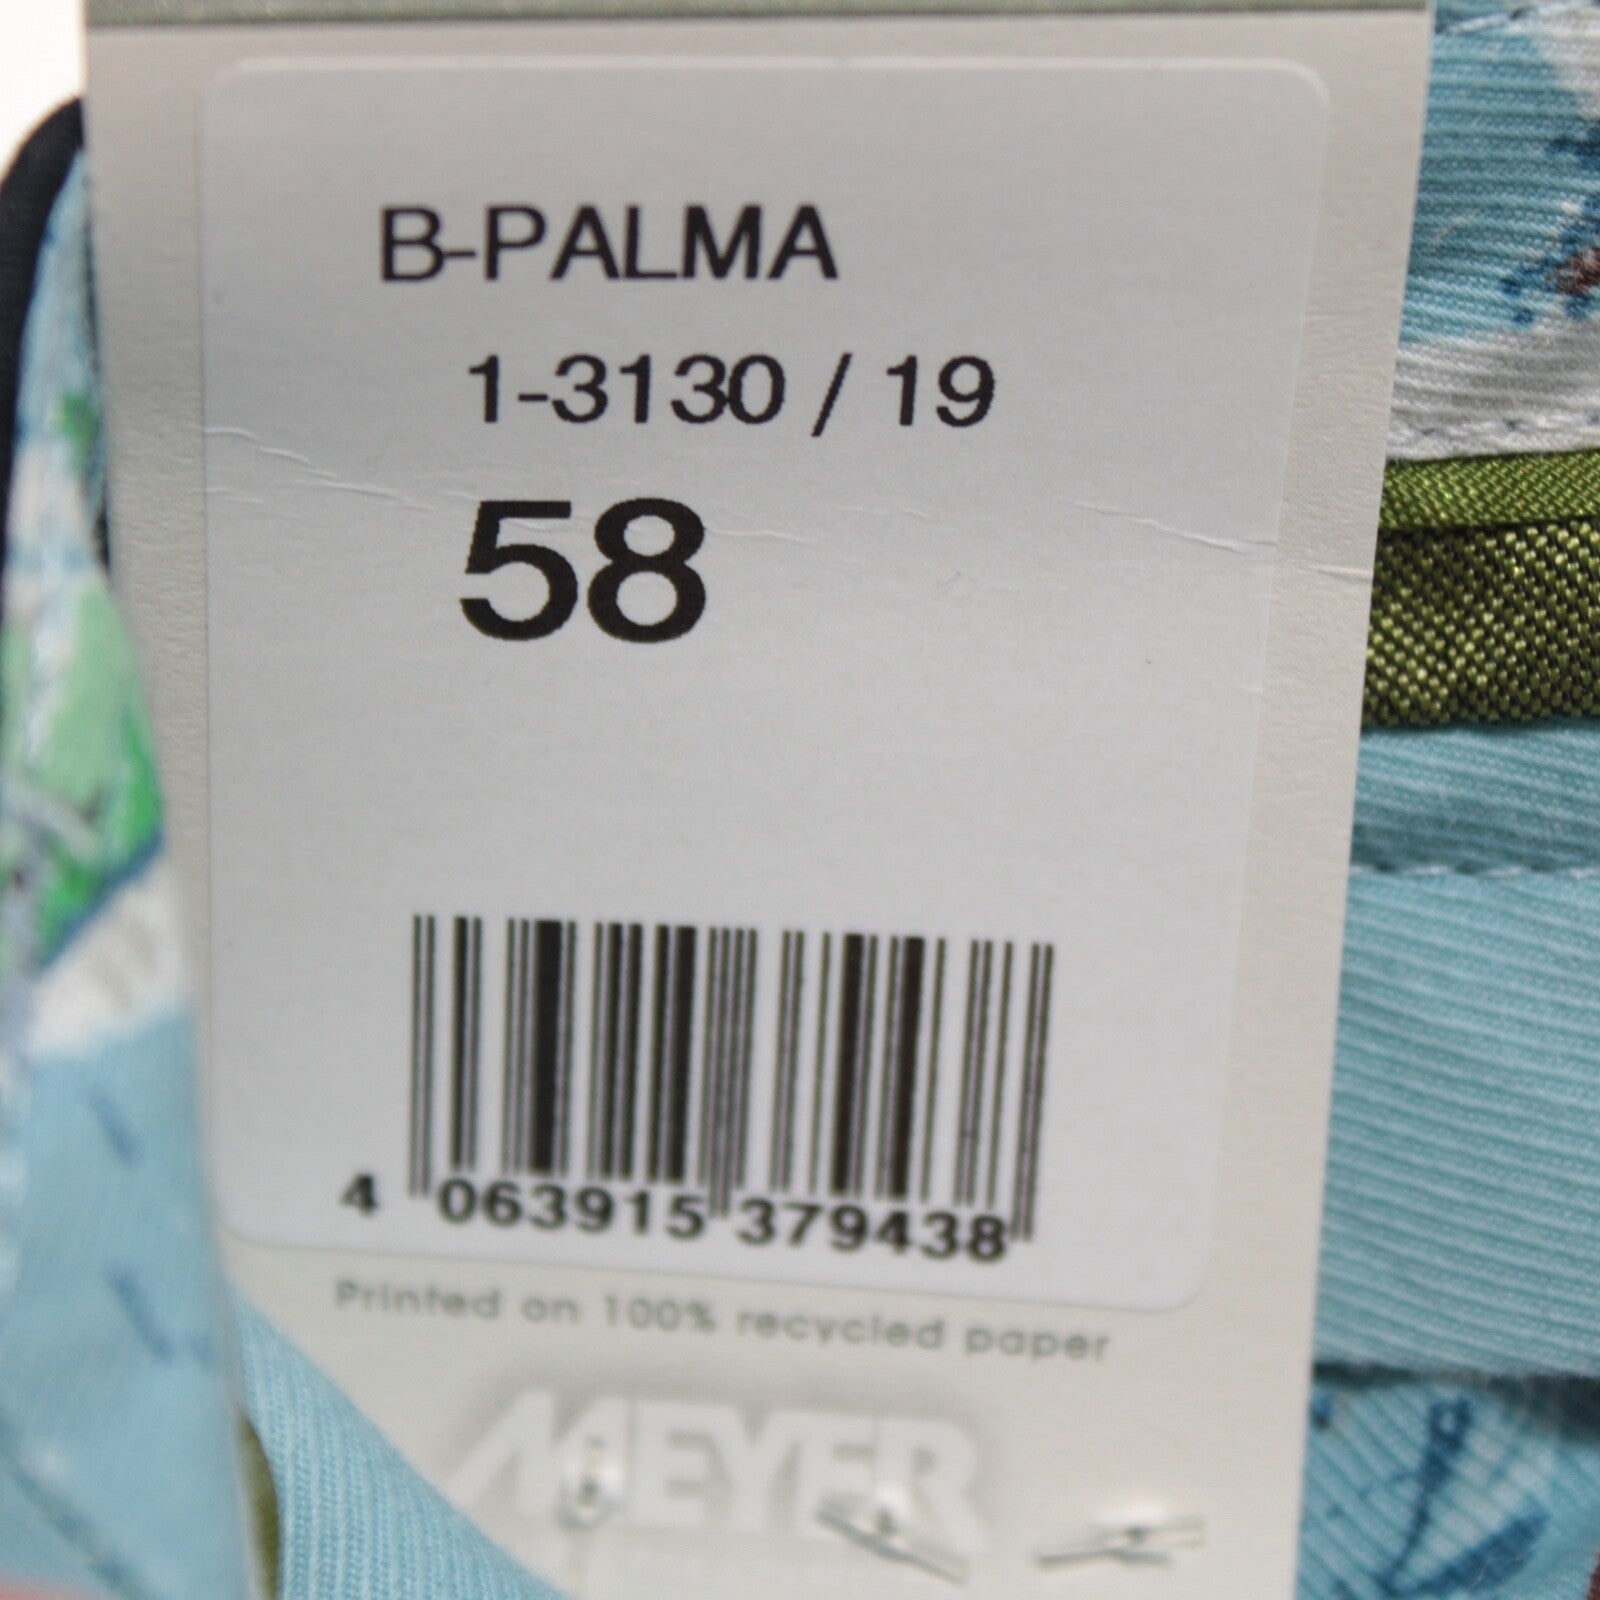 B-PALMA
1-3130 / 19
58
4 063915 379438
Printed on 100% recycled paper
MEYER